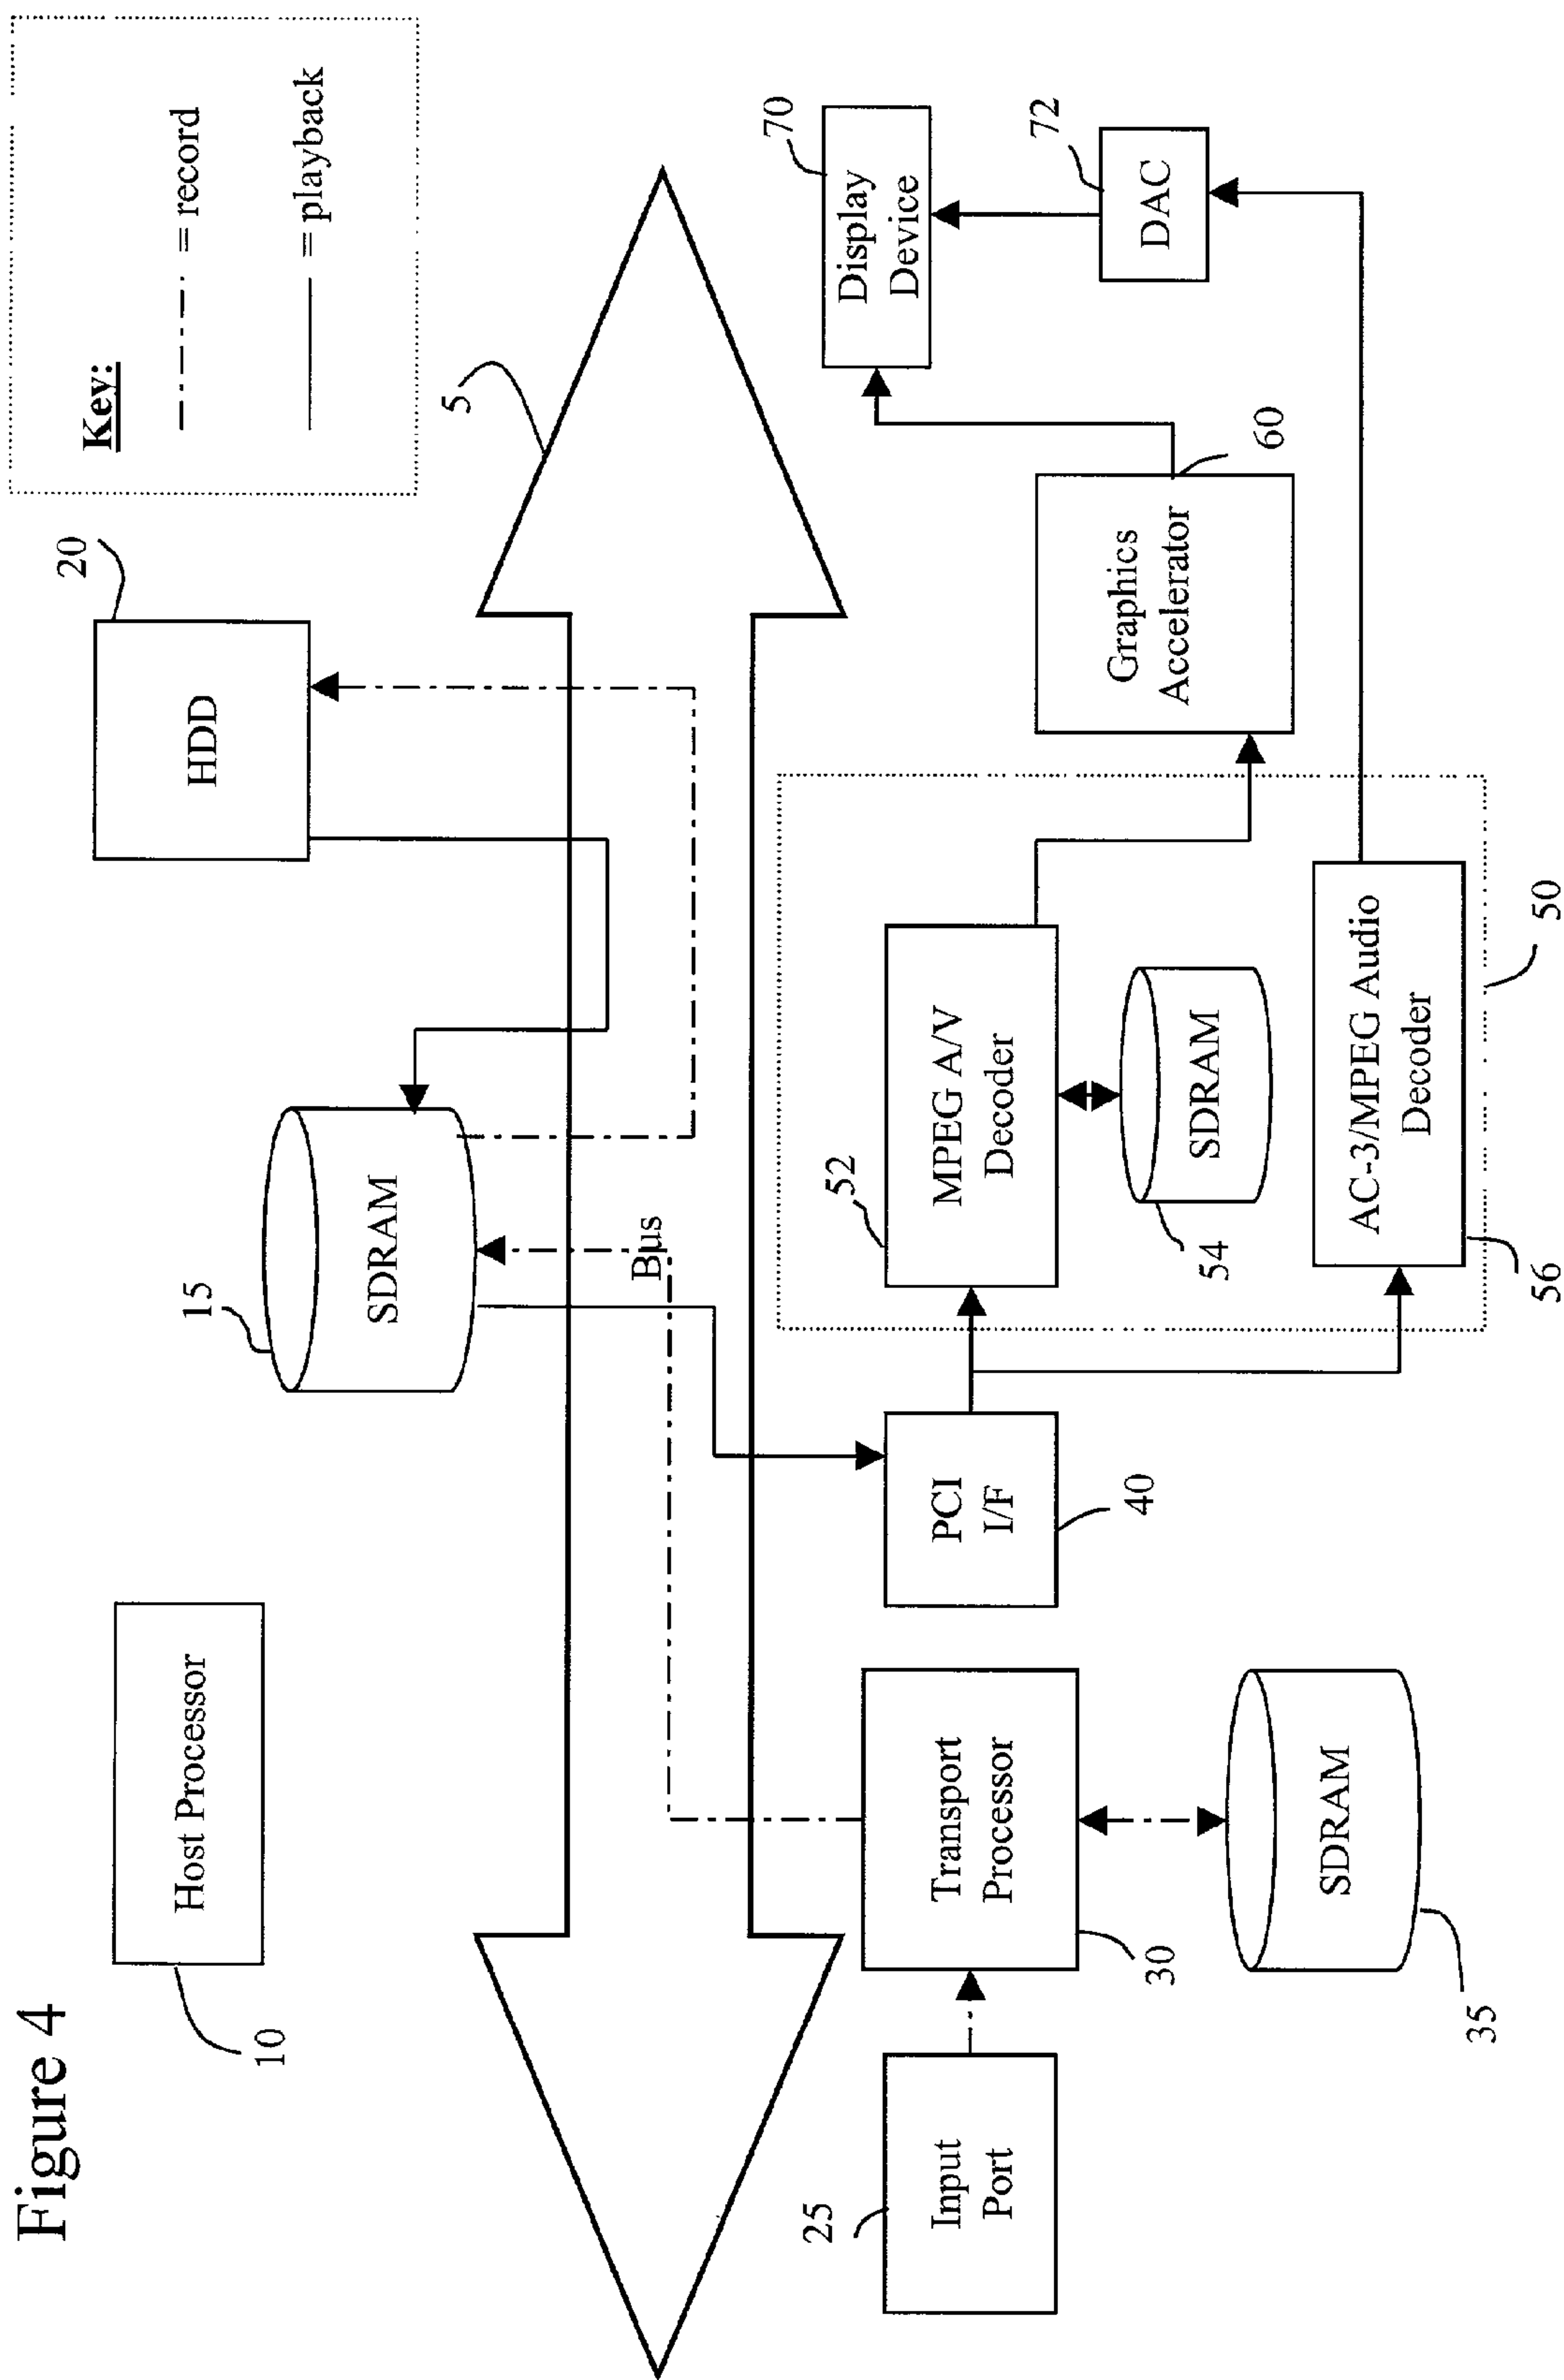 Figure 4
Key:
= record
= playback
Host Processor
10
SDRAM
15
HDD
20
5
Bus
Input
Port
25
Transport
Processor
30
SDRAM
35
PCI
I/F
40
MPEG A/V
Decoder
52
SDRAM
54
AC-3/MPEG Audio
Decoder
56
50
Graphics
Accelerator
60
Display
Device
70
DAC
72